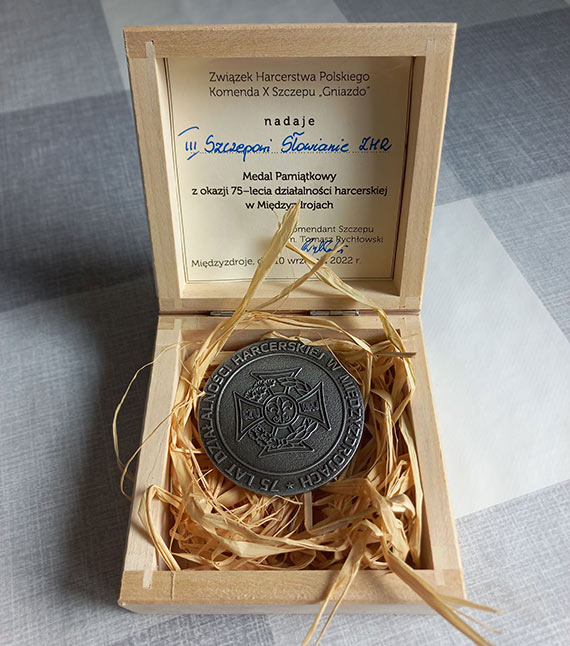 Związek Harcerstwa Polskiego
Komenda X Szczepu „Gniazdo”
nadaje
III Szczepowi Słowianie ZHR
Medal Pamiątkowy
z okazji 75–lecia działalności harcerskiej
w Międzyzdrojach
Komendant Szczepu
Tomasz Rychłowski
Międzyzdroje, 2022 r.
75 LAT DZIAŁALNOŚCI HARCERSKIEJ W MIĘDZYZDROJACH